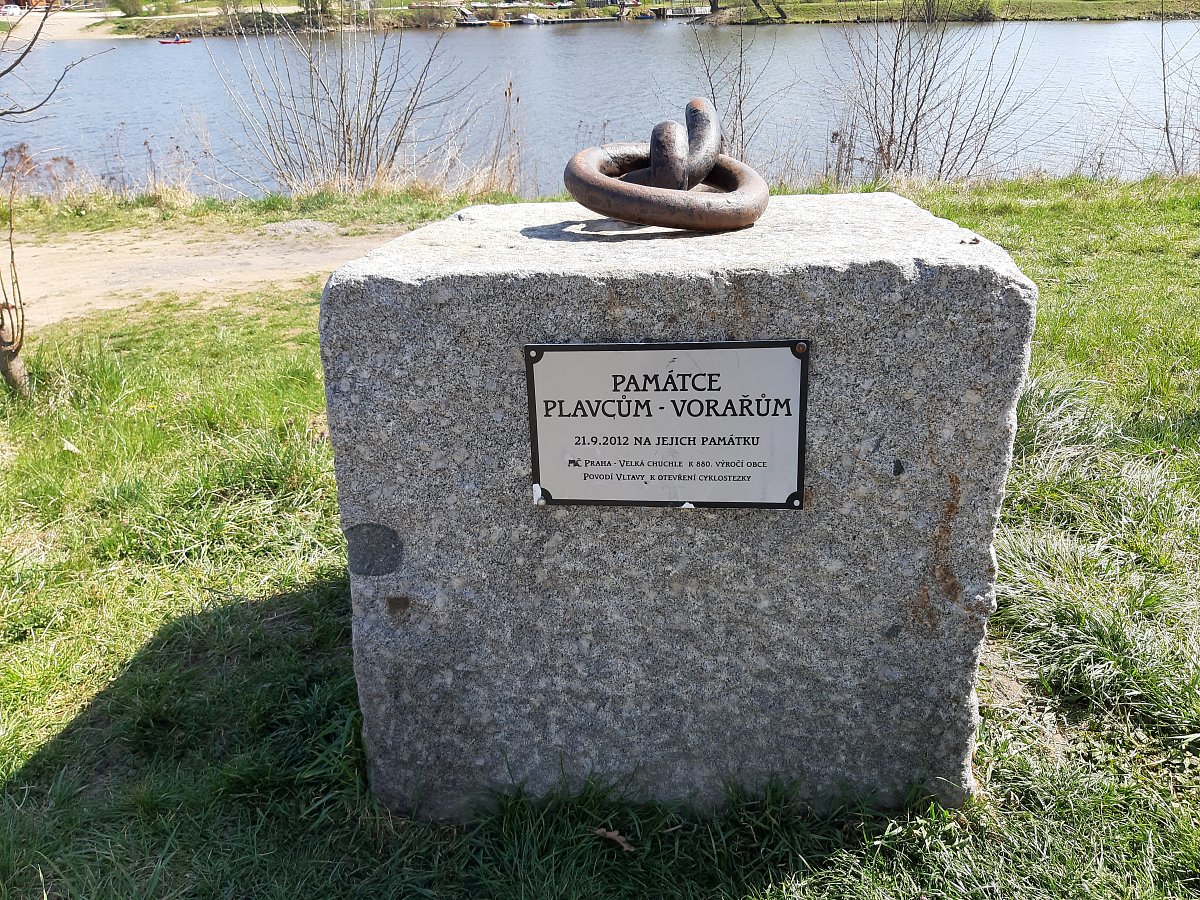 PAMÁTCE
PLAVCŮM - VORAŘŮM
21.9.2012 NA JEJICH PAMÁTKU
MČ PRAHA - VELKÁ CHUCHLE K 880. VÝROČÍ OBCE
POVODÍ VLTAVY K OTEVŘENÍ CYKLOSTEZKY